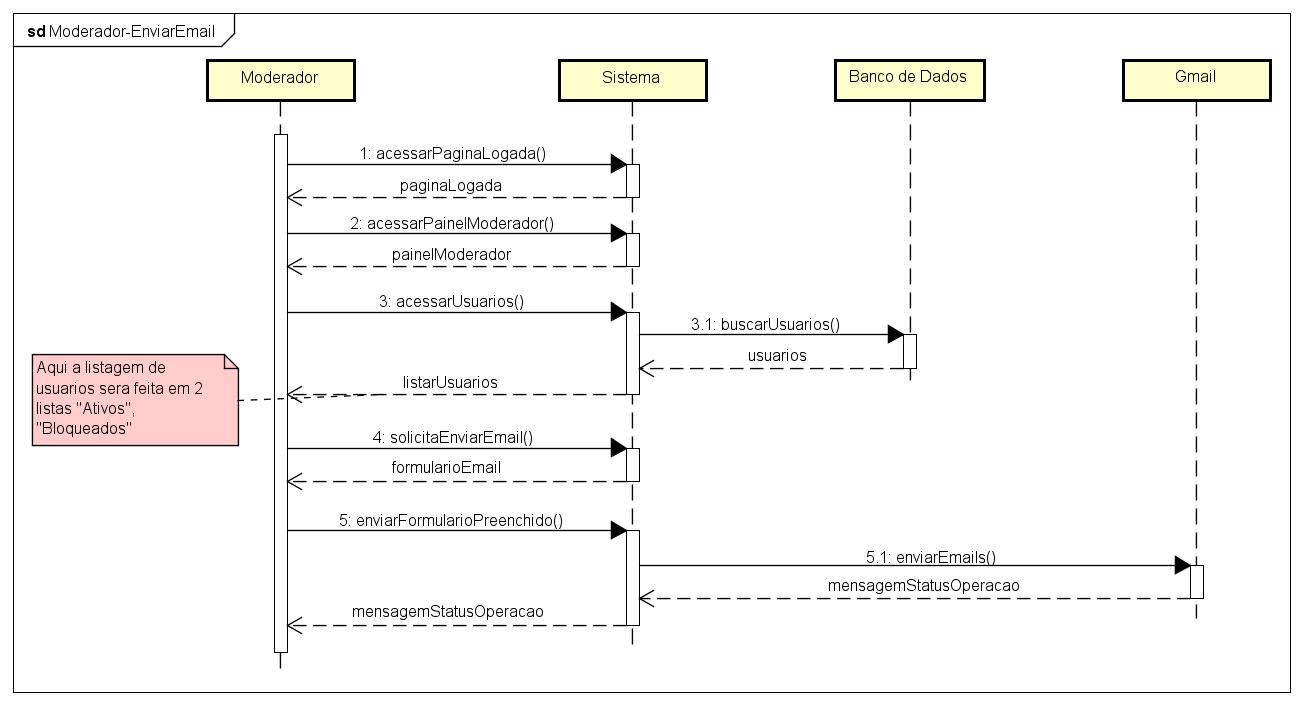 sd Moderador-EnviarEmail
Moderador
Sistema
Banco de Dados
Gmail
1: acessarPaginaLogada()
paginaLogada
2: acessarPainelModerador()
painelModerador
3: acessarUsuarios()
3.1: buscarUsuarios()
usuarios
listarUsuarios
Aqui a listagem de
usuarios sera feita em 2
listas "Ativos",
"Bloqueados"
4: solicitaEnviarEmail()
formularioEmail
5: enviarFormularioPreenchido()
5.1: enviarEmails()
mensagemStatusOperacao
mensagemStatusOperacao